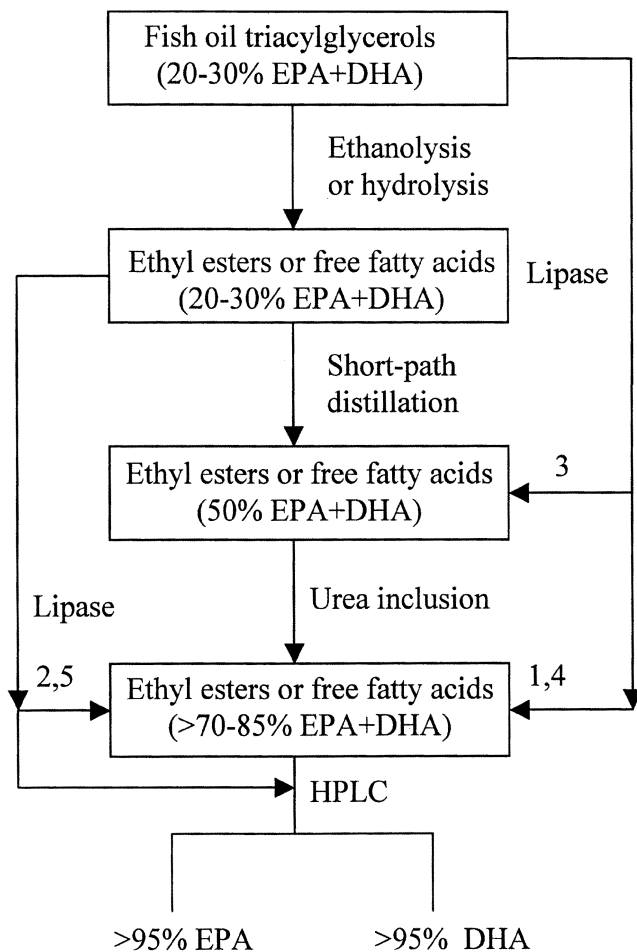 Fish oil triacylglycerols
(20-30% EPA+DHA)
Ethanolysis
or hydrolysis
Ethyl esters or free fatty acids
(20-30% EPA+DHA)
Lipase
Short-path
distillation
Ethyl esters or free fatty acids
(50% EPA+DHA)
3
Urea inclusion
Lipase
2,5
Ethyl esters or free fatty acids
(>70-85% EPA+DHA)
1,4
HPLC
>95% EPA
>95% DHA